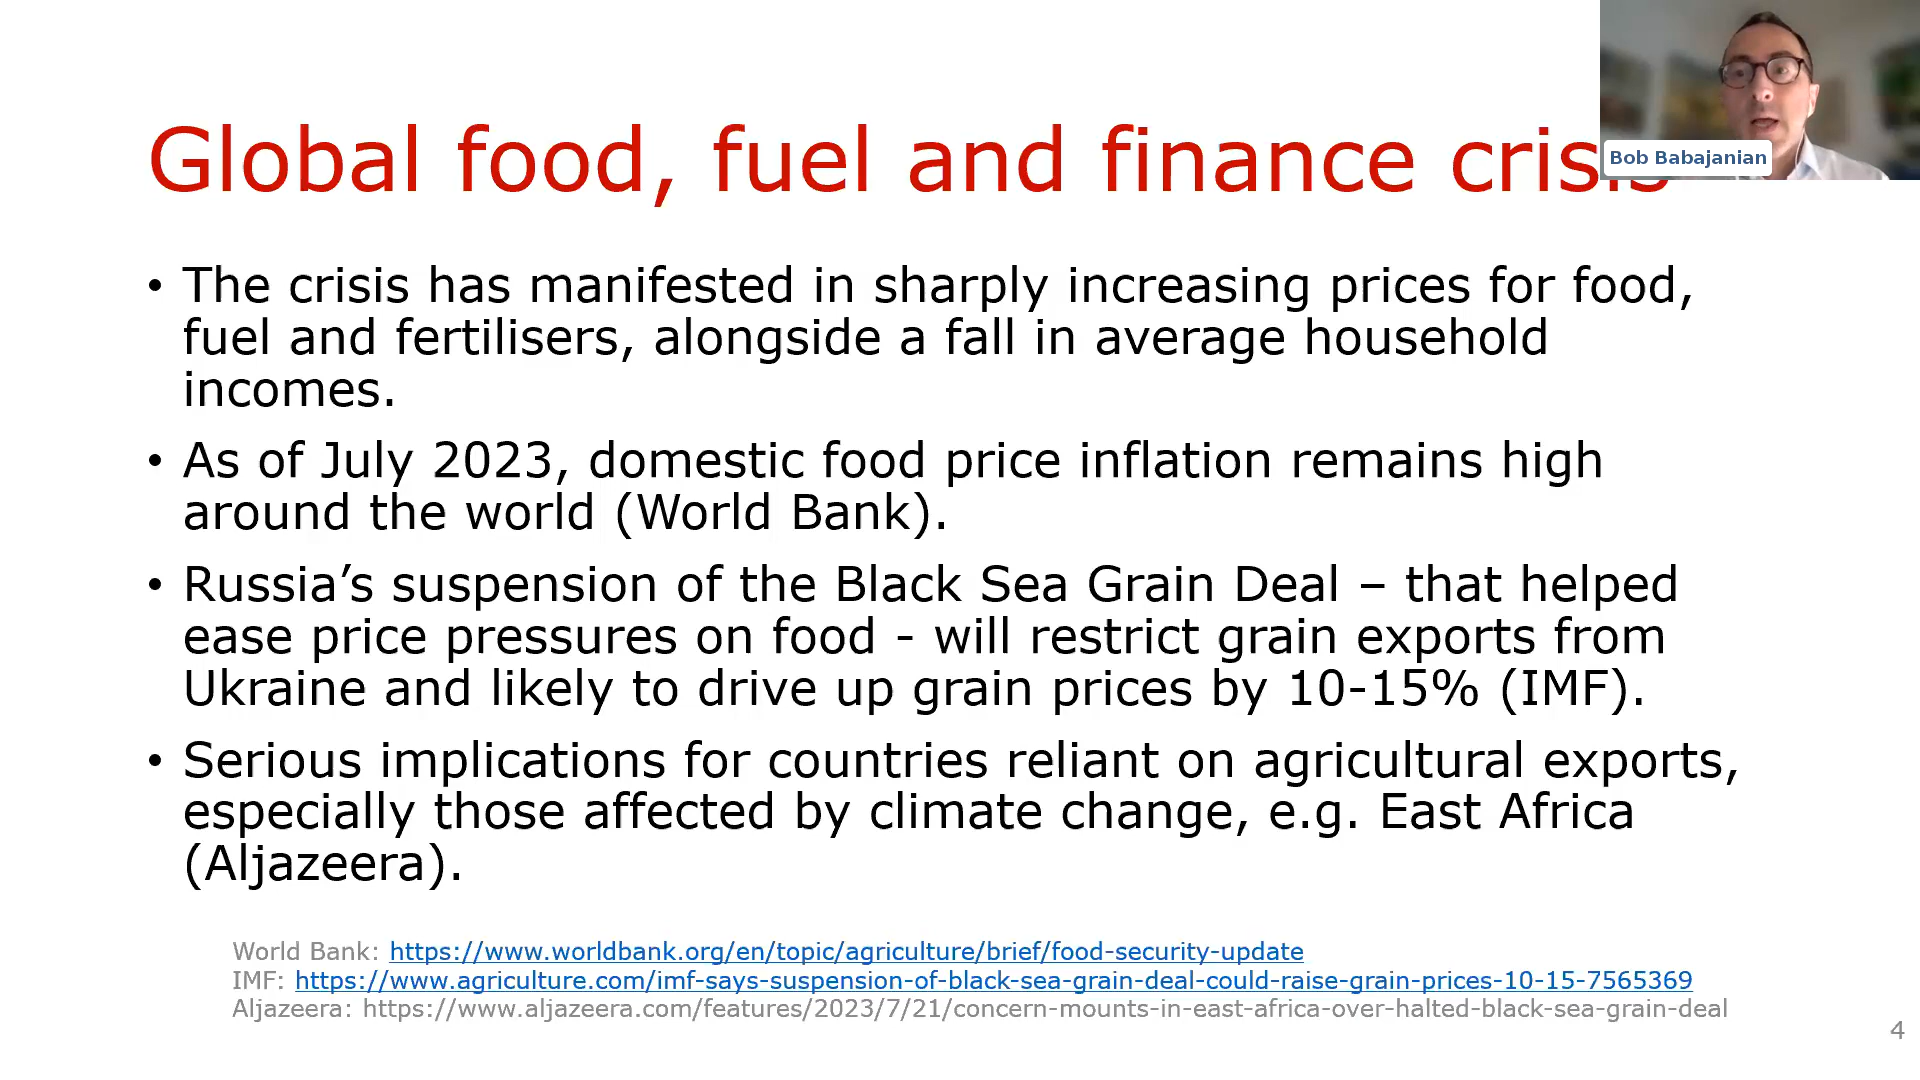 Global food, fuel and finance crisis
Bob Babajanian
• The crisis has manifested in sharply increasing prices for food,
fuel and fertilisers, alongside a fall in average household
incomes.
• As of July 2023, domestic food price inflation remains high
around the world (World Bank).
• Russia’s suspension of the Black Sea Grain Deal – that helped
ease price pressures on food - will restrict grain exports from
Ukraine and likely to drive up grain prices by 10-15% (IMF).
• Serious implications for countries reliant on agricultural exports,
especially those affected by climate change, e.g. East Africa
(Aljazeera).
World Bank: https://www.worldbank.org/en/topic/agriculture/brief/food-security-update
IMF: https://www.agriculture.com/imf-says-suspension-of-black-sea-grain-deal-could-raise-grain-prices-10-15-7565369
Aljazeera: https://www.aljazeera.com/features/2023/7/21/concern-mounts-in-east-africa-over-halted-black-sea-grain-deal
4